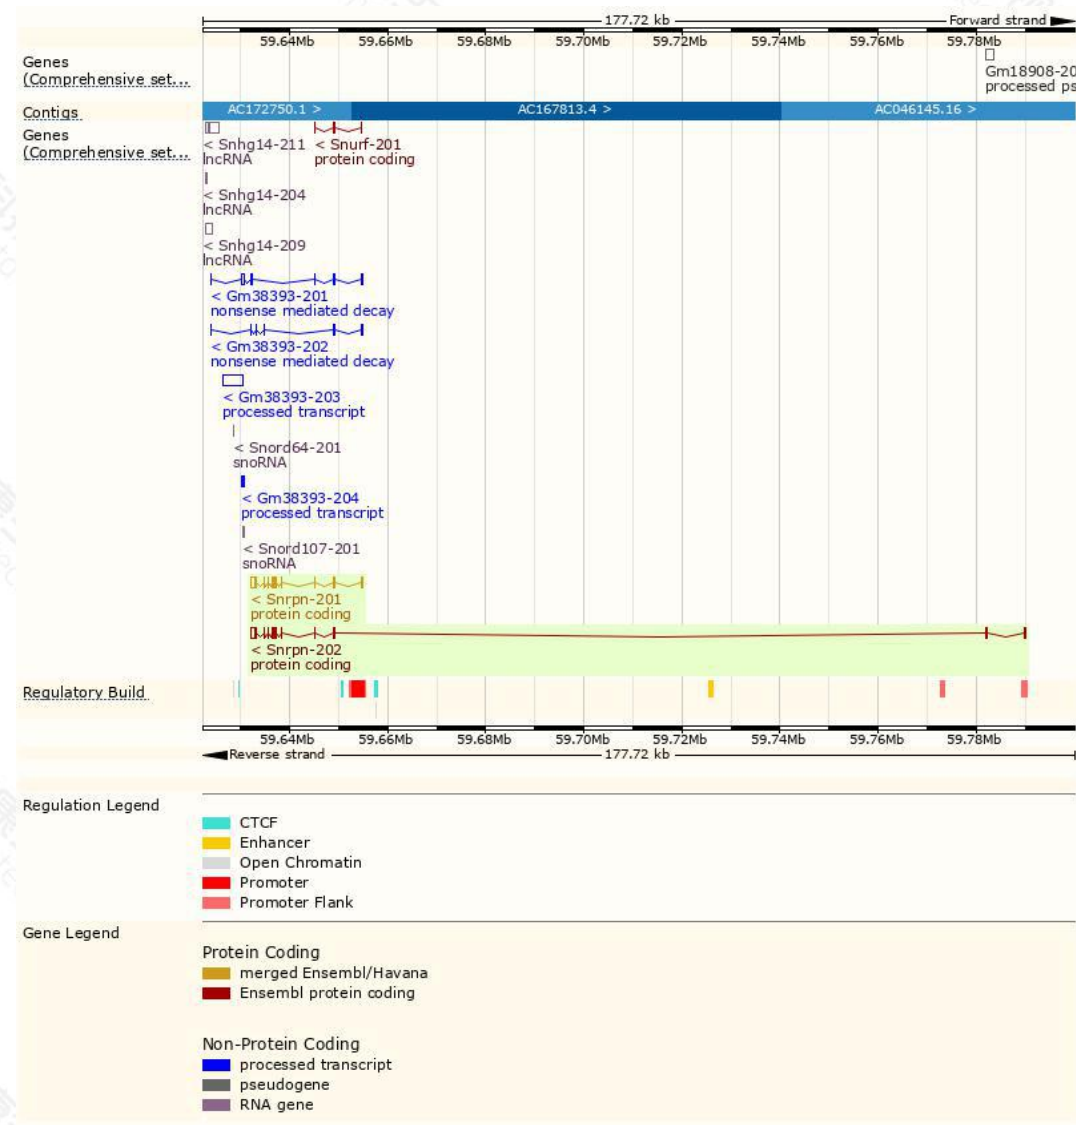 177.72 kb
Forward strand
59.64Mb 59.66Mb 59.68Mb 59.70Mb 59.72Mb 59.74Mb 59.76Mb 59.78Mb
Genes
(Comprehensive set...
Gm18908-20
processed ps
Contigs
AC172750.1 > AC167813.4 > AC046145.16 >
Genes
(Comprehensive set...
< Snhg14-211 < Snurf-201
lncRNA protein coding
< Snhg14-204
lncRNA
< Snhg14-209
lncRNA
< Gm38393-201
nonsense mediated decay
< Gm38393-202
nonsense mediated decay
< Gm38393-203
processed transcript
< Snord64-201
snoRNA
< Gm38393-204
processed transcript
< Snord107-201
snoRNA
< Snrpn-201
protein coding
< Snrpn-202
protein coding
Regulatory Build
59.64Mb 59.66Mb 59.68Mb 59.70Mb 59.72Mb 59.74Mb 59.76Mb 59.78Mb
Reverse strand
177.72 kb
Regulation Legend
CTCF
Enhancer
Open Chromatin
Promoter
Promoter Flank
Gene Legend
Protein Coding
merged Ensembl/Havana
Ensembl protein coding
Non-Protein Coding
processed transcript
pseudogene
RNA gene